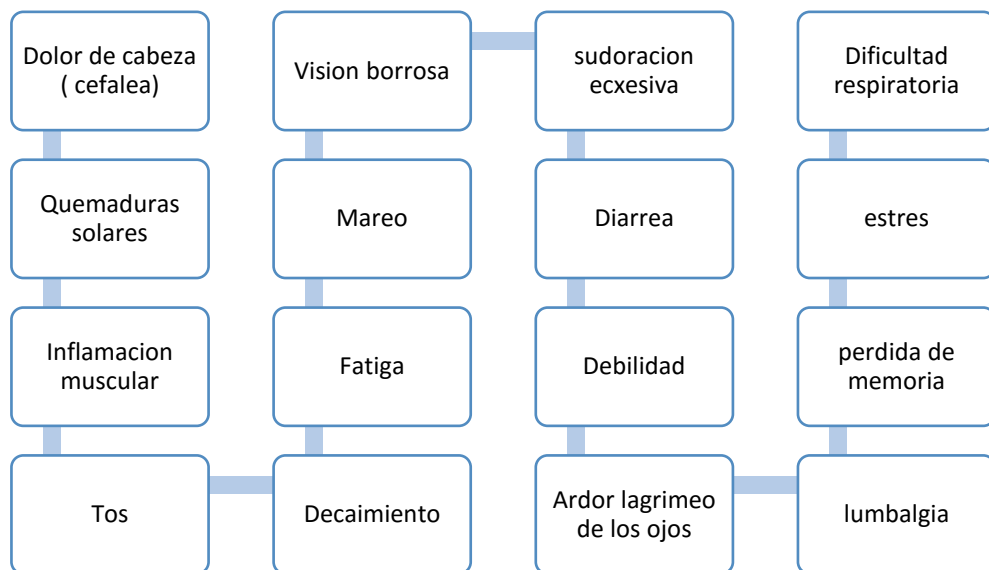 Dolor de cabeza
( cefalea)
Quemaduras
solares
Inflamacion
muscular
Tos
Decaimiento
Fatiga
Mareo
Vision borrosa
sudoracion
ecxesiva
Diarrea
Debilidad
Ardor lagrimeo
de los ojos
lumbalgia
perdida de
memoria
estres
Dificultad
respiratoria